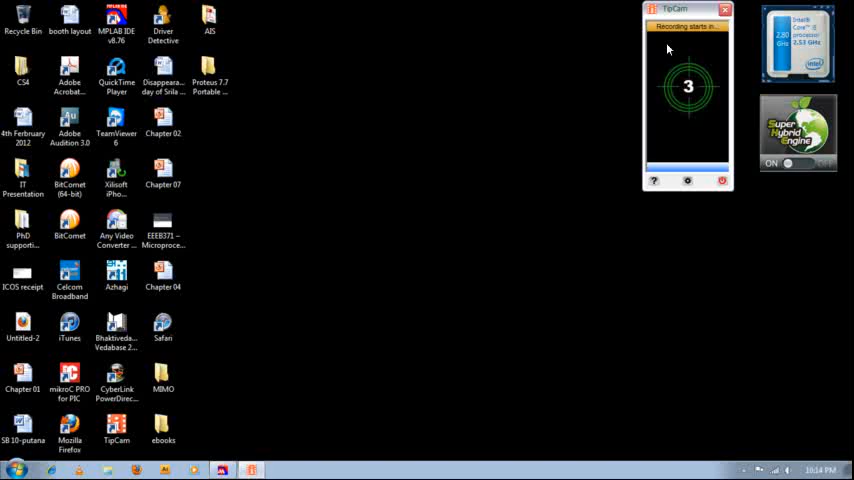 Recycle Bin
booth layout
MPLAB IDE
v8.76
Driver
Detective
AIS
CS4
Adobe
Acrobat...
QuickTime
Player
Disappeara...
day of Srila ...
Proteus 7.7
Portable ...
4th Ferbruary
2012
Adobe
Audition 3.0
TeamViewer
6
Chapter 02
IT
Presentation
BitComet
(64-bit)
Xilisoft
iPho...
Chapter 07
PhD
supporti...
BitComet
Any Video
Converter ...
EEEB371 –
Microproce...
ICOS receipt
Celcom
Broadband
Azhagi
Chapter 04
Untitled-2
iTunes
Bhaktiveda...
Vedabase 2...
Safari
Chapter 01
mikroC PRO
for PIC
CyberLink
PowerDirec...
MIMO
SB 10-putana
Mozilla
Firefox
TipCam
ebooks
TipCam
Recording starts in...
3
?
2.80
GHz
Intel®
Core™ i5
processor
2.53 GHz
intel
Super
Hybrid
Engine
ON
OFF
10:14 PM